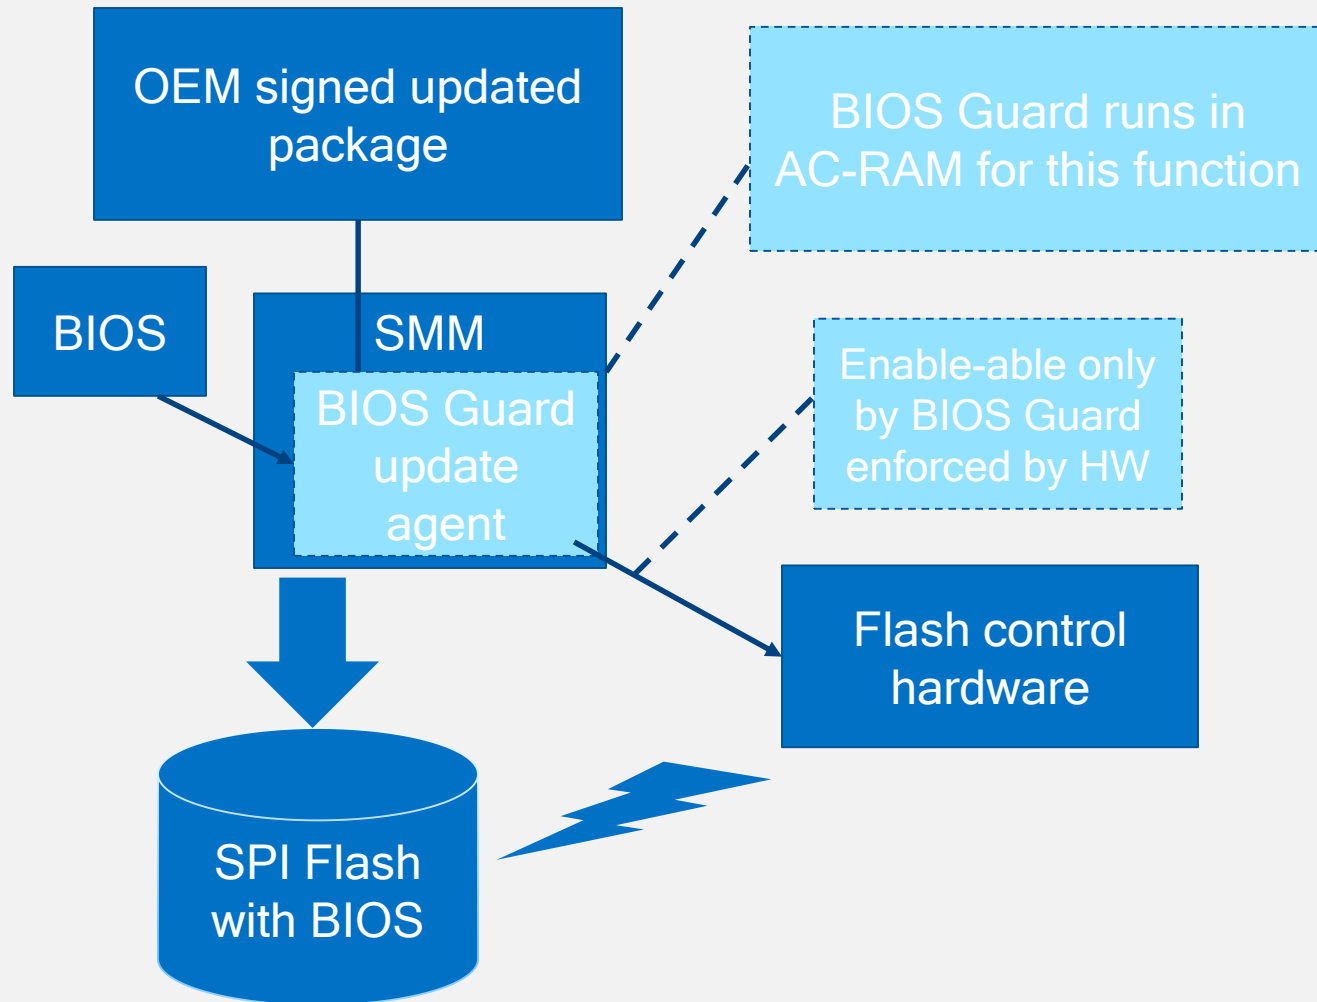 OEM signed updated
package
BIOS Guard runs in
AC-RAM for this function
BIOS
SMM
BIOS Guard
update
agent
Enable-able only
by BIOS Guard
enforced by HW
Flash control
hardware
SPI Flash
with BIOS